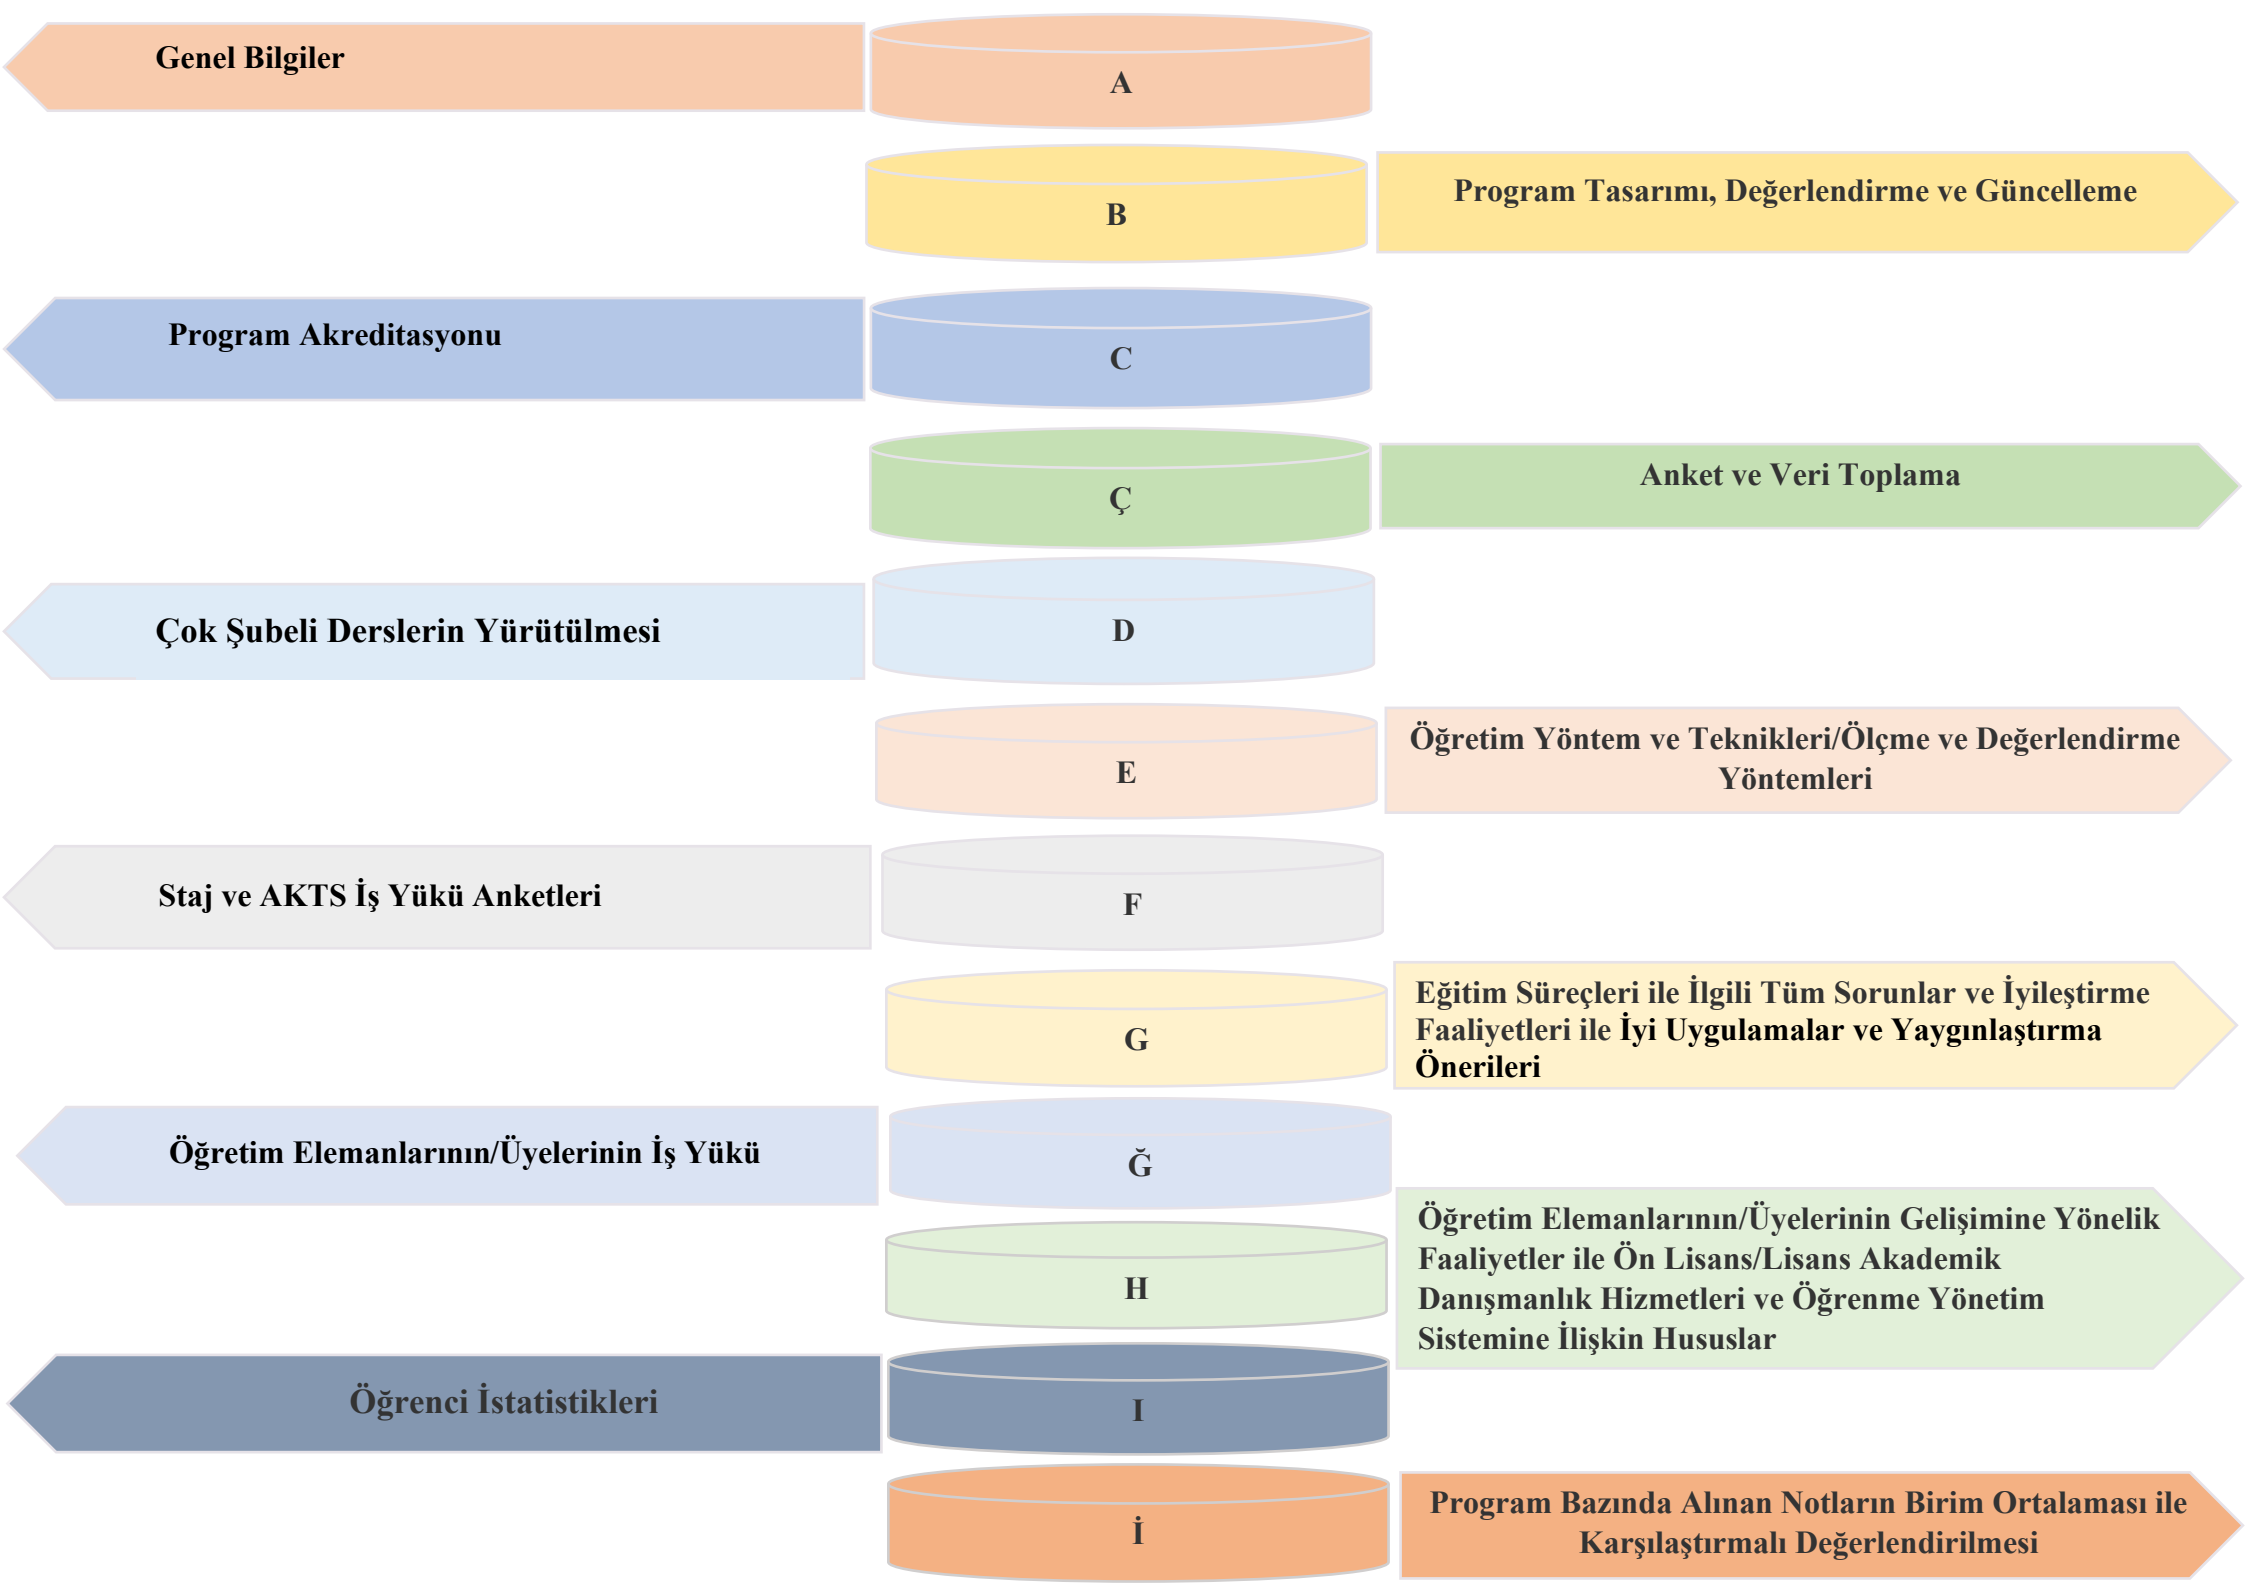 Genel Bilgiler
A
B
Program Tasarımı, Değerlendirme ve Güncelleme
Program Akreditasyonu
C
Ç
Anket ve Veri Toplama
Çok Şubeli Derslerin Yürütülmesi
D
E
Öğretim Yöntem ve Teknikleri/Ölçme ve Değerlendirme
Yöntemleri
Staj ve AKTS İş Yükü Anketleri
F
G
Eğitim Süreçleri ile İlgili Tüm Sorunlar ve İyileştirme
Faaliyetleri ile İyi Uygulamalar ve Yaygınlaştırma
Önerileri
Öğretim Elemanlarının/Üyelerinin İş Yükü
Ğ
H
Öğretim Elemanlarının/Üyelerinin Gelişimine Yönelik
Faaliyetler ile Ön Lisans/Lisans Akademik
Danışmanlık Hizmetleri ve Öğrenme Yönetim
Sistemine İlişkin Hususlar
Öğrenci İstatistikleri
I
İ
Program Bazında Alınan Notların Birim Ortalaması ile
Karşılaştırmalı Değerlendirilmesi